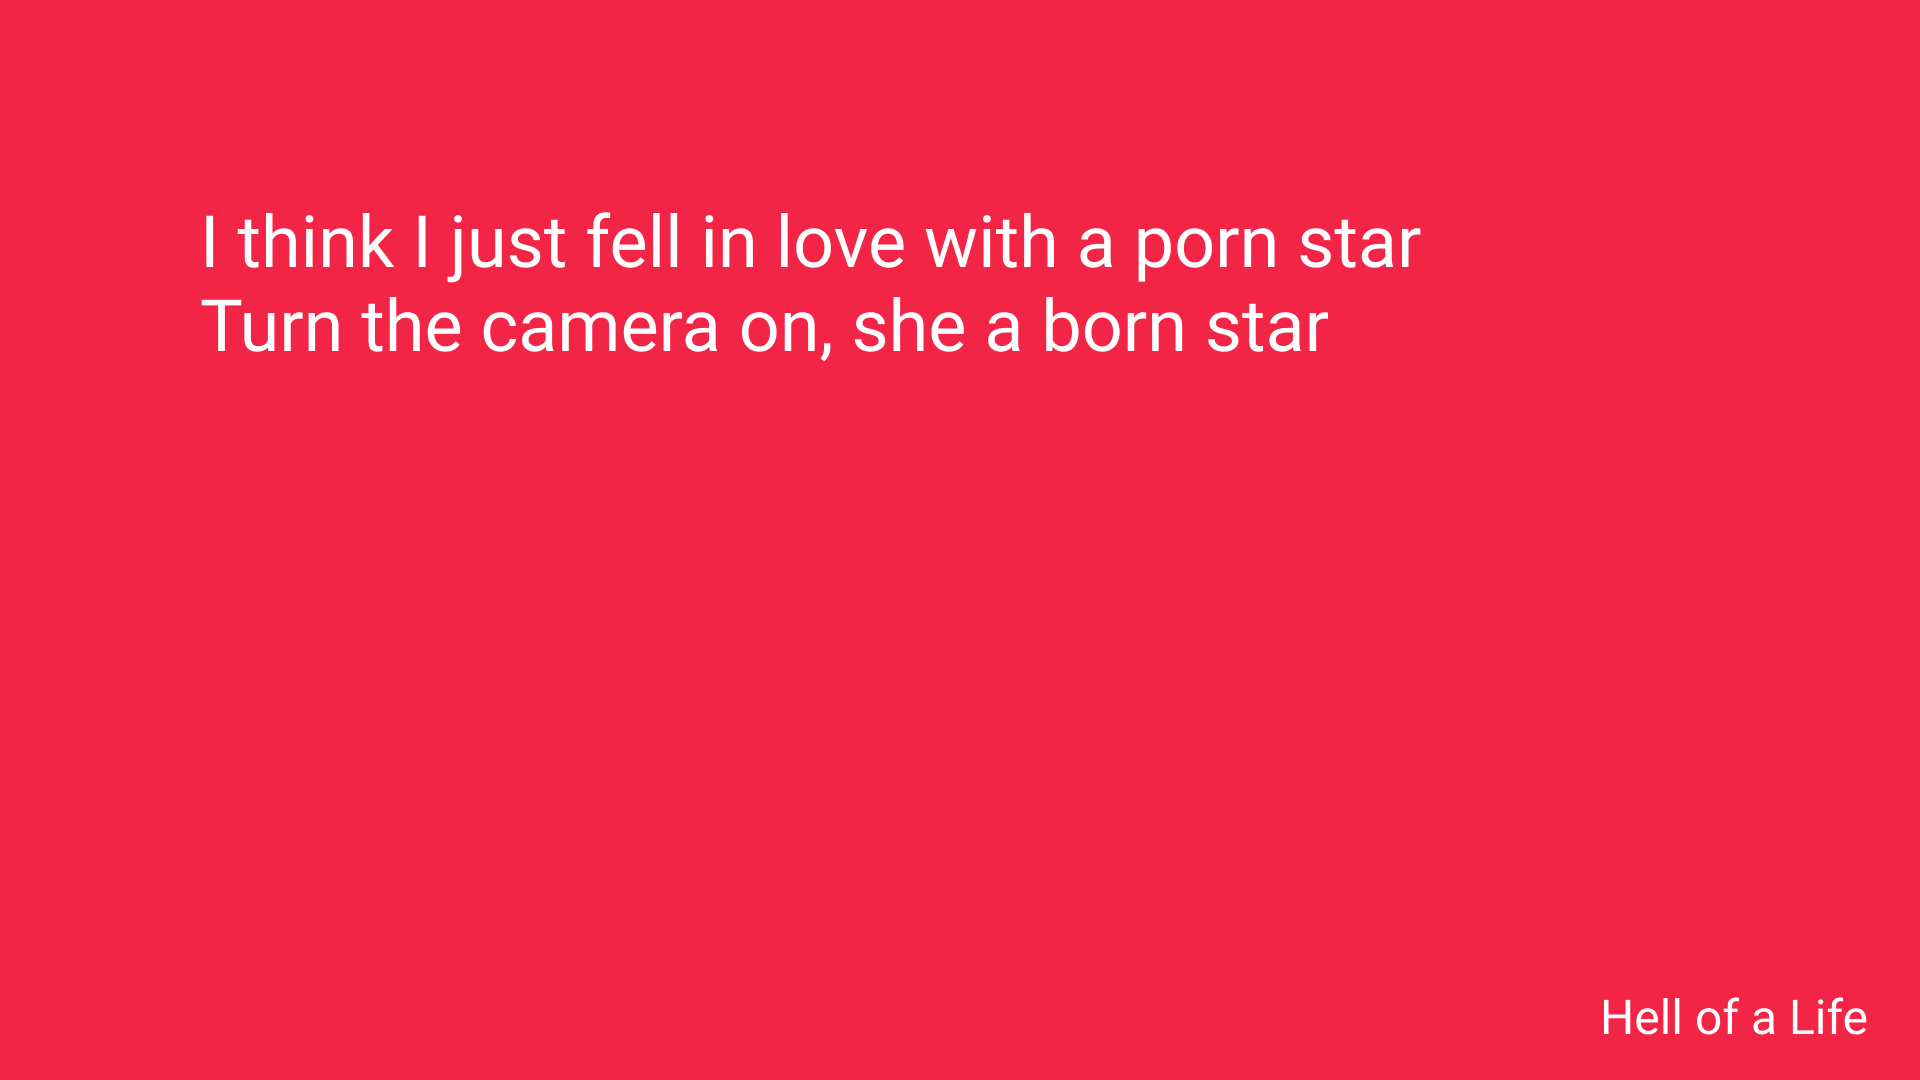 I think I just fell in love with a porn star
Turn the camera on, she a born star
Hell of a Life